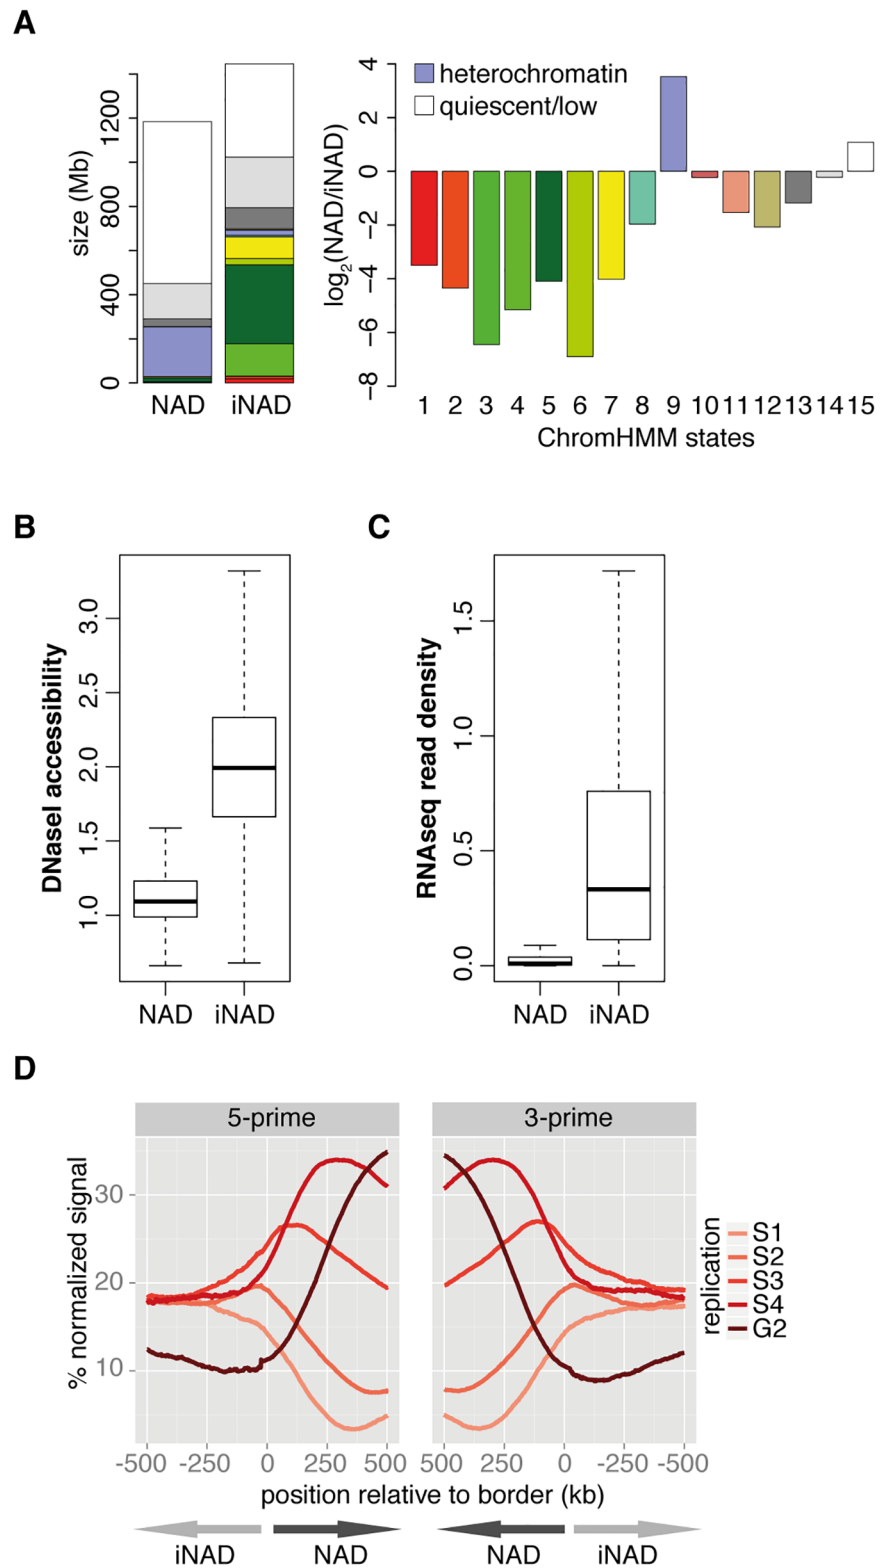 A
size (Mb)
0
400
800
1200
NAD
iNAD
log2(NAD/iNAD)
4
2
0
−2
−4
−6
−8
heterochromatin
quiescent/low
1 2 3 4 5 6 7 8 9 10 11 12 13 14 15
ChromHMM states
B
DNaseI accessibility
3.0
2.5
2.0
1.5
1.0
NAD
iNAD
C
RNAseq read density
1.5
1.0
0.5
0.0
NAD
iNAD
D
5-prime
3-prime
% normalized signal
30
20
10
replication
S1
S2
S3
S4
G2
-500 -250 0 250 500
500 250 0 -250 -500
position relative to border (kb)
iNAD
NAD
NAD
iNAD